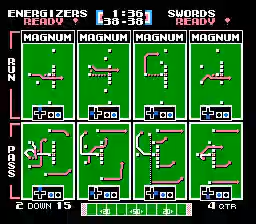 ENERGIZERS 1:36 SWORDS
READY 38-38 READY
MAGNUM MAGNUM MAGNUM MAGNUM
RUN
PASS
2 DOWN 15 4 QTR